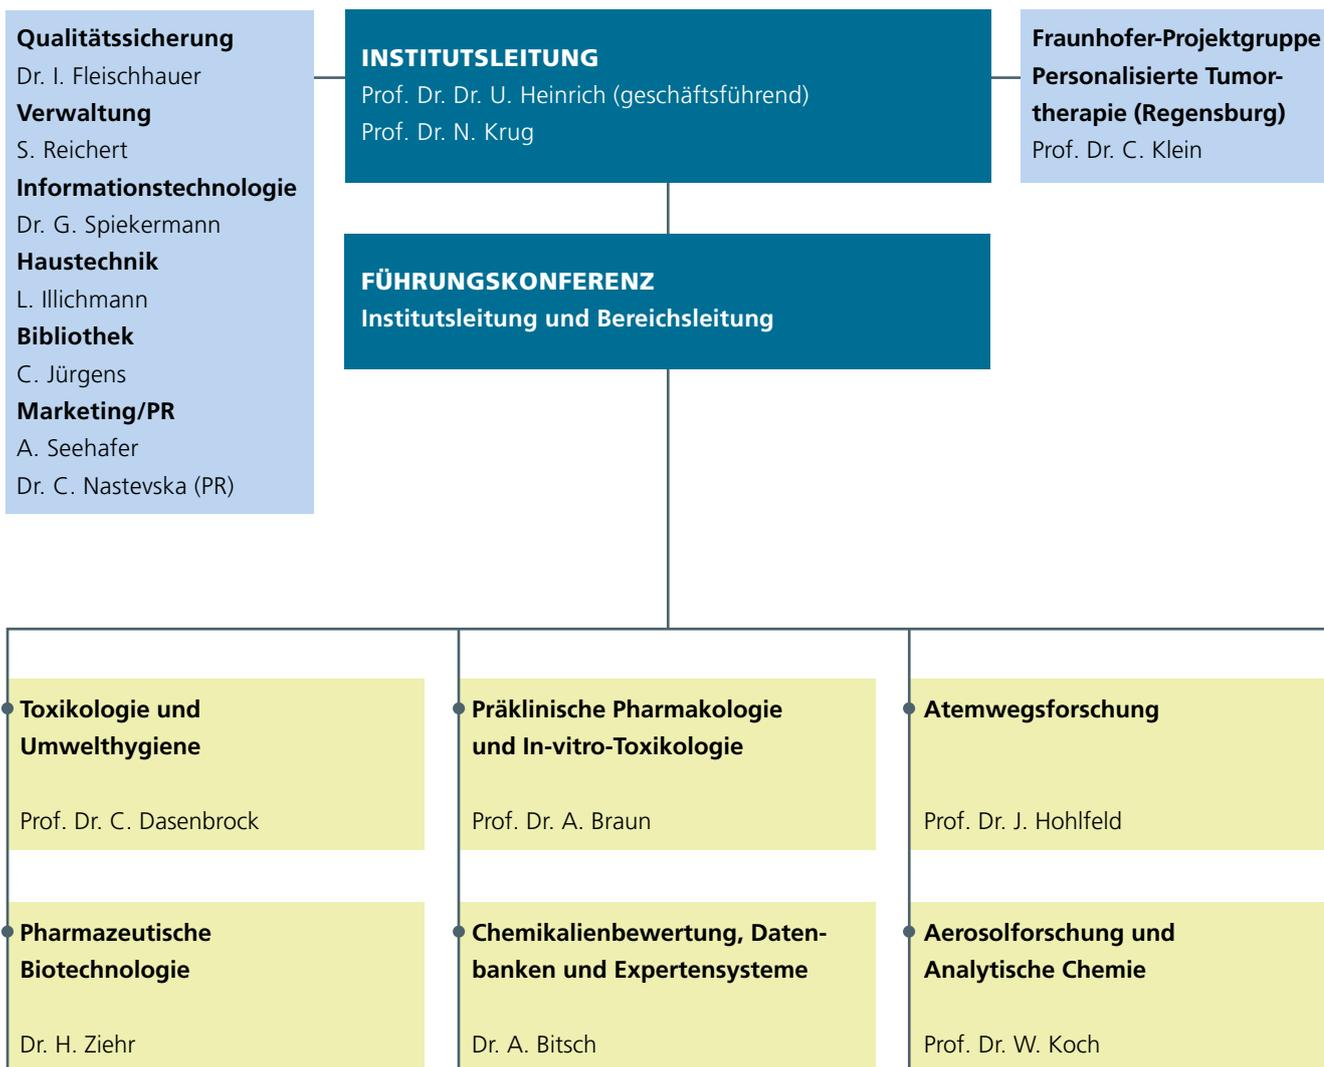 Qualitätssicherung
Dr. I. Fleischhauer
Verwaltung
S. Reichert
Informationstechnologie
Dr. G. Spiekermann
Haustechnik
L. Illichmann
Bibliothek
C. Jürgens
Marketing/PR
A. Seehafer
Dr. C. Nastevska (PR)
INSTITUTSLEITUNG
Prof. Dr. Dr. U. Heinrich (geschäftsführend)
Prof. Dr. N. Krug
Fraunhofer-Projektgruppe
Personalisierte Tumor-
therapie (Regensburg)
Prof. Dr. C. Klein
FÜHRUNGSKONFERENZ
Institutsleitung und Bereichsleitung
Toxikologie und
Umwelthygiene
Prof. Dr. C. Dasenbrock
Präklinische Pharmakologie
und In-vitro-Toxikologie
Prof. Dr. A. Braun
Atemwegsforschung
Prof. Dr. J. Hohlfeld
Pharmazeutische
Biotechnologie
Dr. H. Ziehr
Chemikalienbewertung, Daten-
banken und Expertensysteme
Dr. A. Bitsch
Aerosolforschung und
Analytische Chemie
Prof. Dr. W. Koch